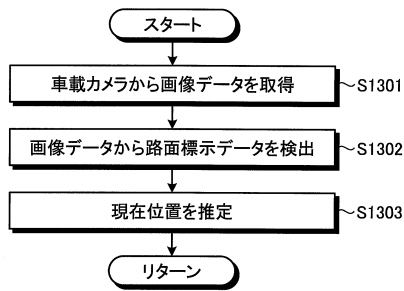 スタート
車載カメラから画像データを取得 S1301
画像データから路面標示データを検出 S1302
現在位置を推定 S1303
リターン